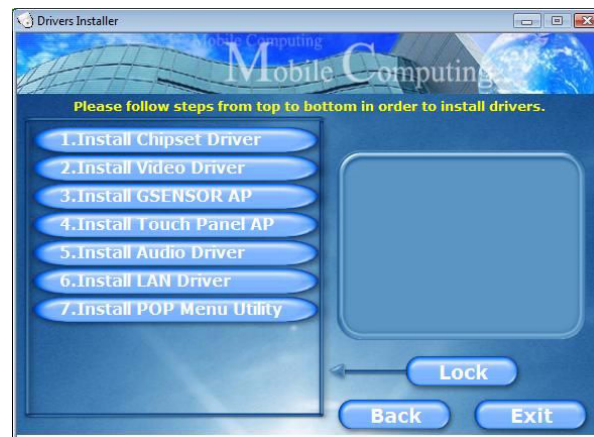 Drivers Installer
Mobile Computing
Mobile Computing
Please follow steps from top to bottom in order to install drivers.
1.Install Chipset Driver
2.Install Video Driver
3.Install GSENSOR AP
4.Install Touch Panel AP
5.Install Audio Driver
6.Install LAN Driver
7.Install POP Menu Utility
Lock
Back
Exit